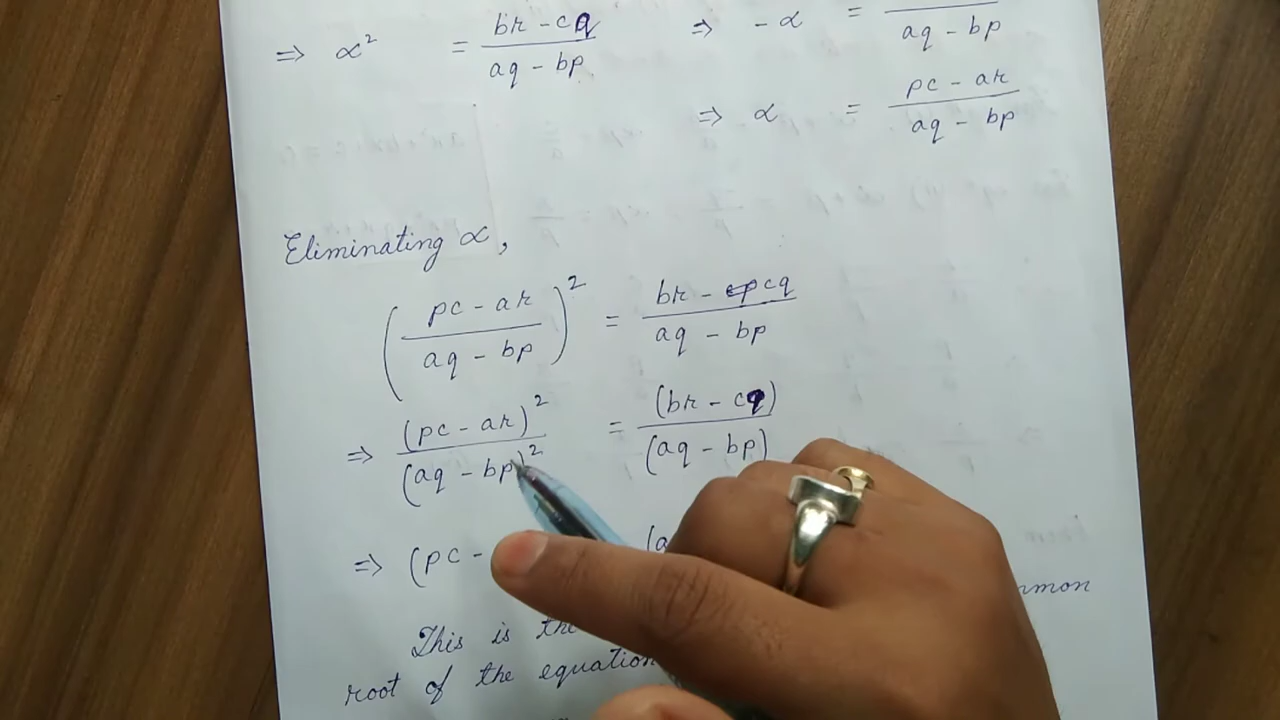 ⇒ α² = br - cq / aq - bp
⇒ - α = / aq - bp
⇒ α = pc - ar / aq - bp
Eliminating α,
( pc - ar / aq - bp )² = br - cq / aq - bp
⇒ (pc - ar)² / (aq - bp)² = (br - cq) / (aq - bp)
⇒ (pc - (a
This is the mmon
root of the equation